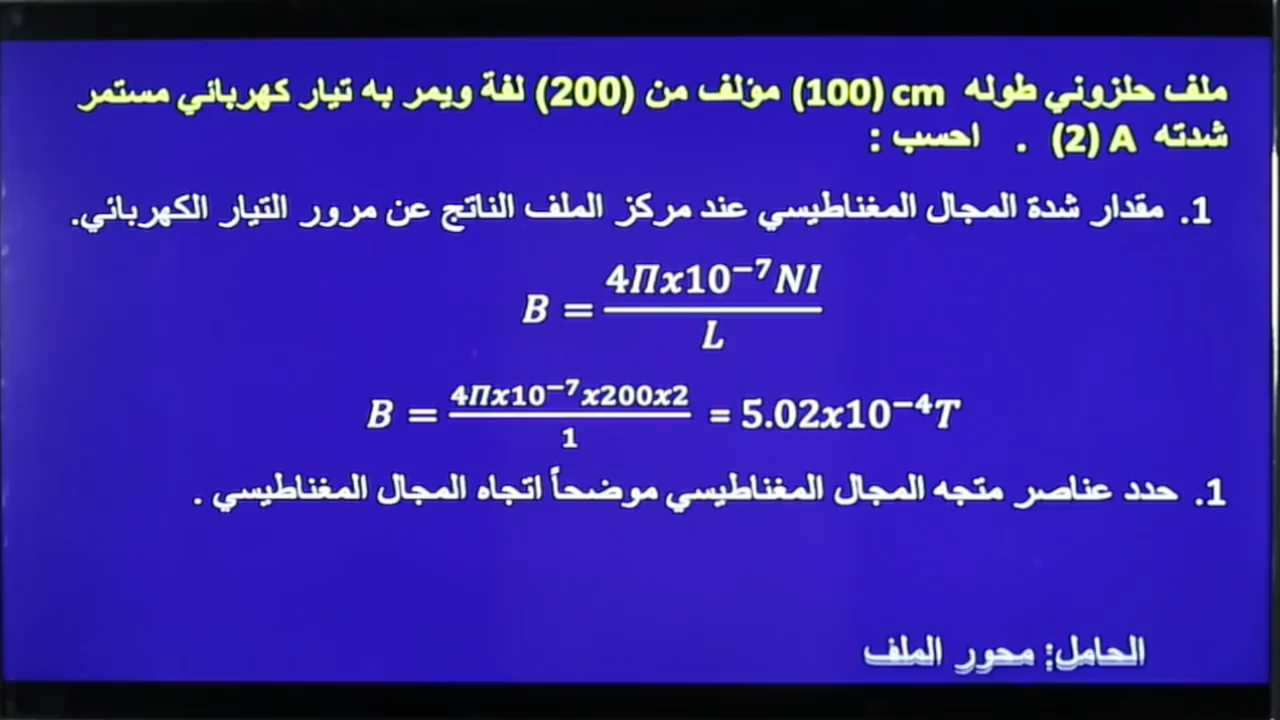 ملف حلزوني طوله cm (100) مؤلف من (200) لفة ويمر به تيار كهربائي مستمر
شدته A (2) . احسب :
1. مقدار شدة المجال المغناطيسي عند مركز الملف الناتج عن مرور التيار الكهربائي.
B = 4Πx10⁻⁷NI / L
B = 4Πx10⁻⁷x200x2 / 1 = 5.02x10⁻⁴T
1. حدد عناصر متجه المجال المغناطيسي موضحاً اتجاه المجال المغناطيسي .
الحامل: محور الملف